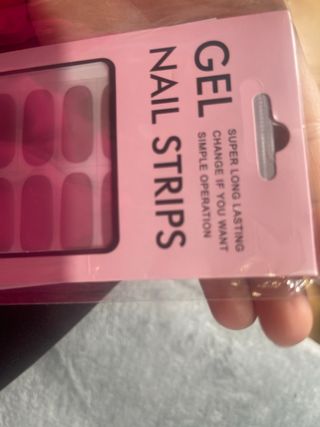 GEL
NAIL STRIPS
SUPER LONG LASTING
CHANGE IF YOU WANT
SIMPLE OPERATION